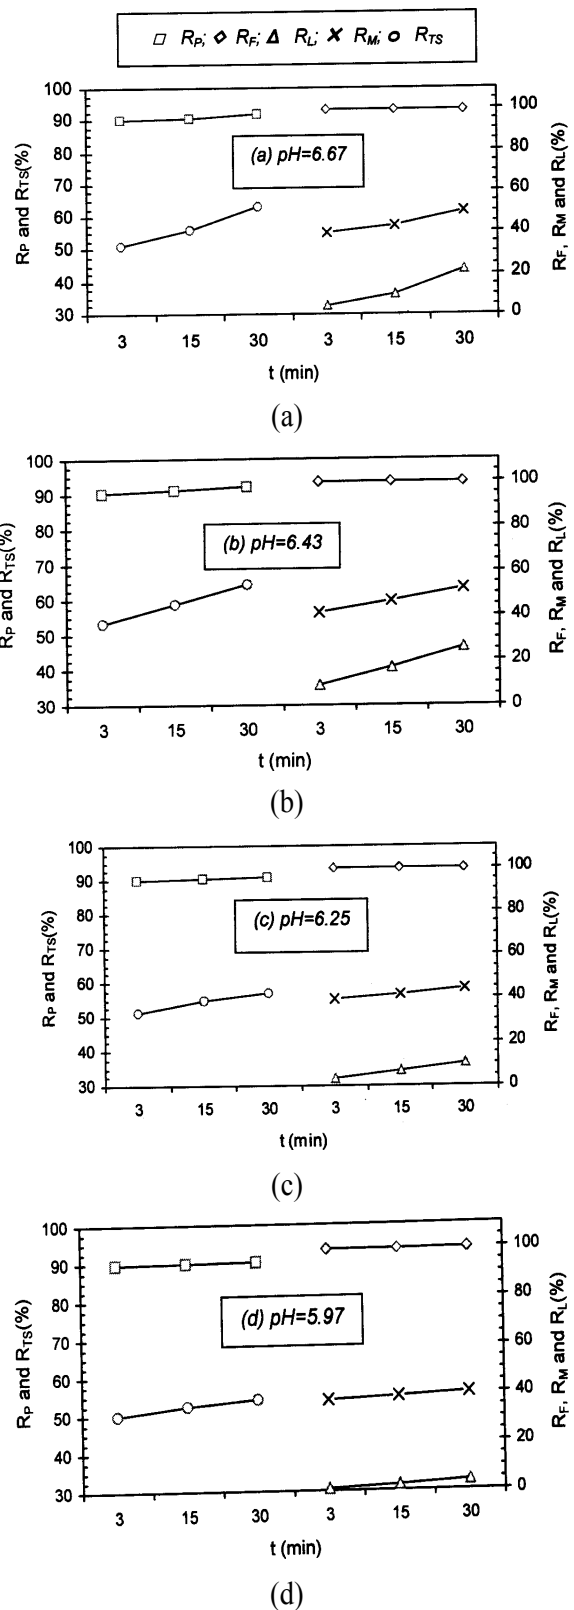 □ RP; ◇ RF; Δ RL; × RM; ○ RTS
100
90
80
70
60
50
40
30
RP and RTS(%)
(a) pH=6.67
100
80
60
40
20
0
RF, RM and RL(%)
3 15 30 3 15 30
t (min)
(a)
100
90
80
70
60
50
40
30
RP and RTS(%)
(b) pH=6.43
100
80
60
40
20
0
RF, RM and RL(%)
3 15 30 3 15 30
t (min)
(b)
100
90
80
70
60
50
40
30
RP and RTS(%)
(c) pH=6.25
100
80
60
40
20
0
RF, RM and RL(%)
3 15 30 3 15 30
t (min)
(c)
100
90
80
70
60
50
40
30
RP and RTS(%)
(d) pH=5.97
100
80
60
40
20
0
RF, RM and RL(%)
3 15 30 3 15 30
t (min)
(d)